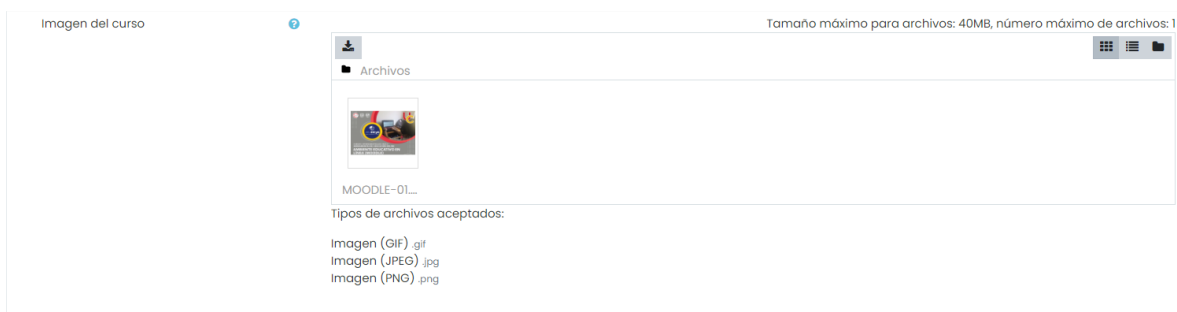 Imagen del curso
Tamaño máximo para archivos: 40MB, número máximo de archivos: 1
Archivos
MOODLE-01....
Tipos de archivos aceptados:
Imagen (GIF) .gif
Imagen (JPEG) .jpg
Imagen (PNG) .png